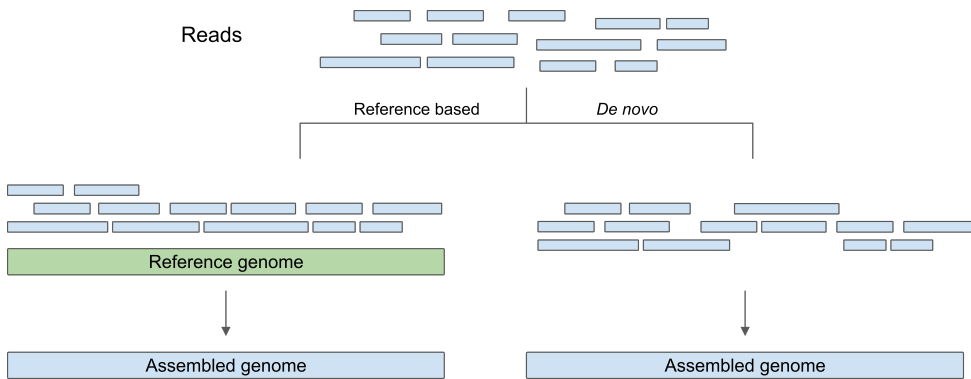 Reads
Reference based
De novo
Reference genome
Assembled genome
Assembled genome